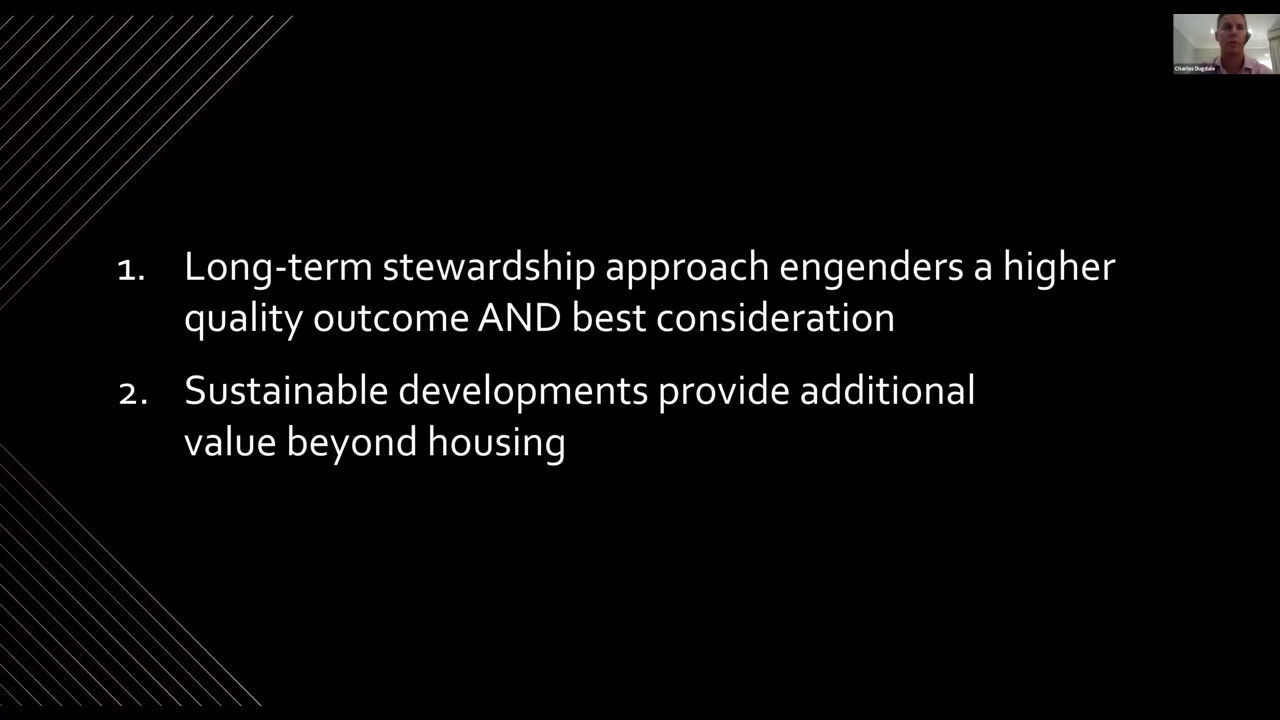 Charles Dugdale
1. Long-term stewardship approach engenders a higher
quality outcome AND best consideration
2. Sustainable developments provide additional
value beyond housing